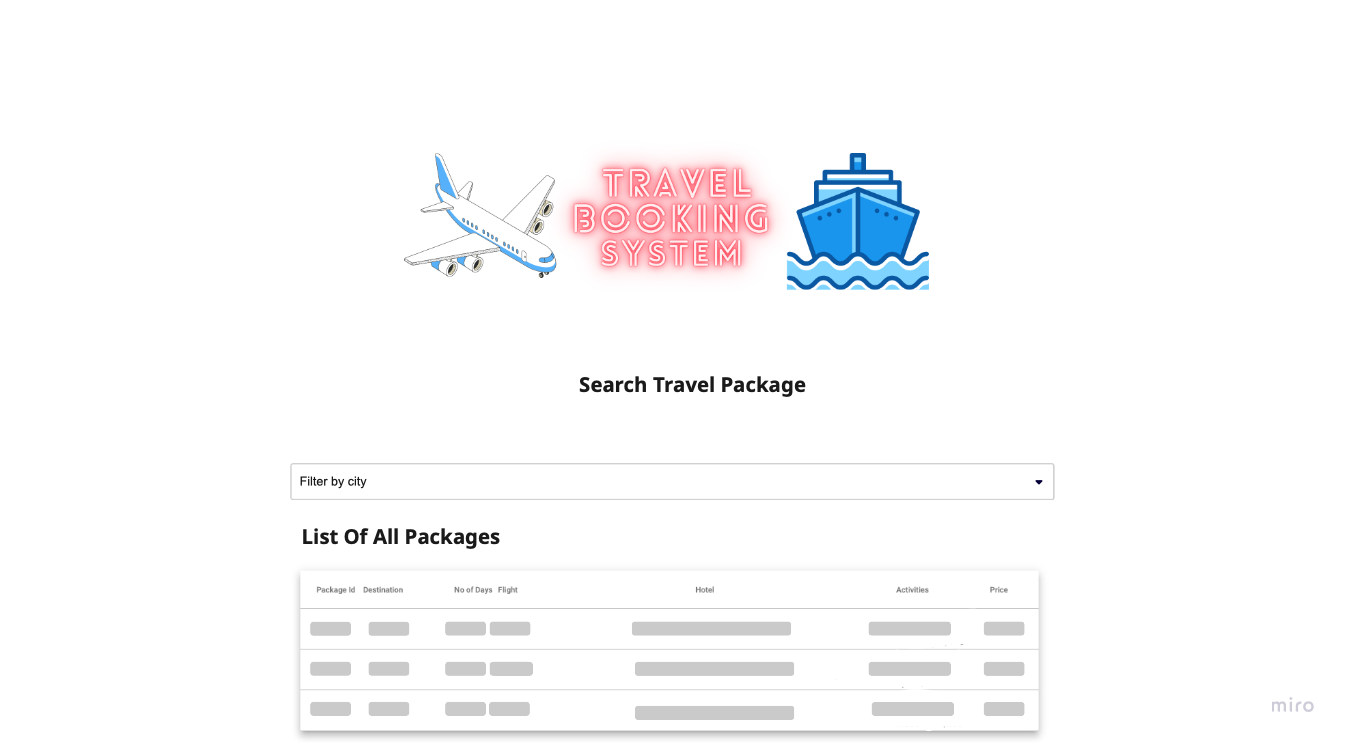 TRAVEL
BOOKING
SYSTEM
Search Travel Package
Filter by city
List Of All Packages
Package Id Destination No of Days Flight Hotel Activities Price
miro